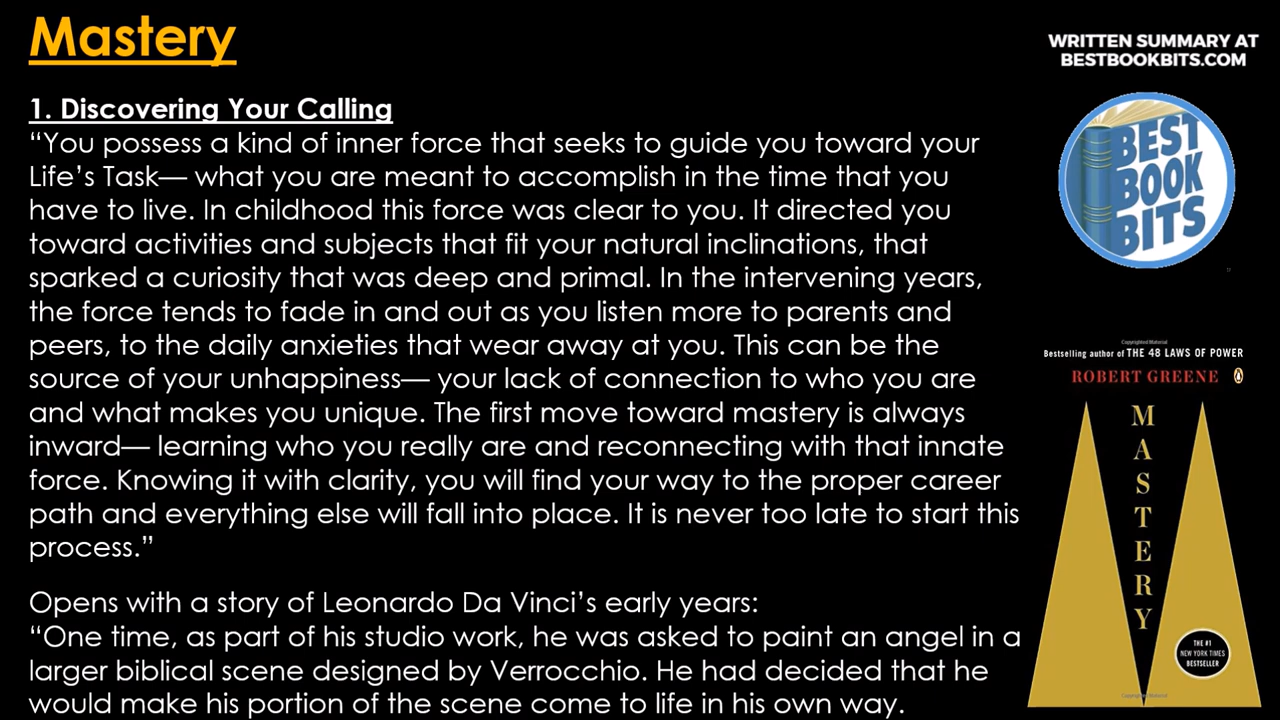 Mastery
1. Discovering Your Calling
“You possess a kind of inner force that seeks to guide you toward your
Life’s Task— what you are meant to accomplish in the time that you
have to live. In childhood this force was clear to you. It directed you
toward activities and subjects that fit your natural inclinations, that
sparked a curiosity that was deep and primal. In the intervening years,
the force tends to fade in and out as you listen more to parents and
peers, to the daily anxieties that wear away at you. This can be the
source of your unhappiness— your lack of connection to who you are
and what makes you unique. The first move toward mastery is always
inward— learning who you really are and reconnecting with that innate
force. Knowing it with clarity, you will find your way to the proper career
path and everything else will fall into place. It is never too late to start this
process.”
Opens with a story of Leonardo Da Vinci’s early years:
“One time, as part of his studio work, he was asked to paint an angel in a
larger biblical scene designed by Verrocchio. He had decided that he
would make his portion of the scene come to life in his own way.
WRITTEN SUMMARY AT
BESTBOOKBITS.COM
BEST
BOOK
BITS
Copyrighted Material
Bestselling author of THE 48 LAWS OF POWER
ROBERT GREENE
M
A
S
T
E
R
Y
THE #1
NEW YORK TIMES
BESTSELLER
Copyrighted Material